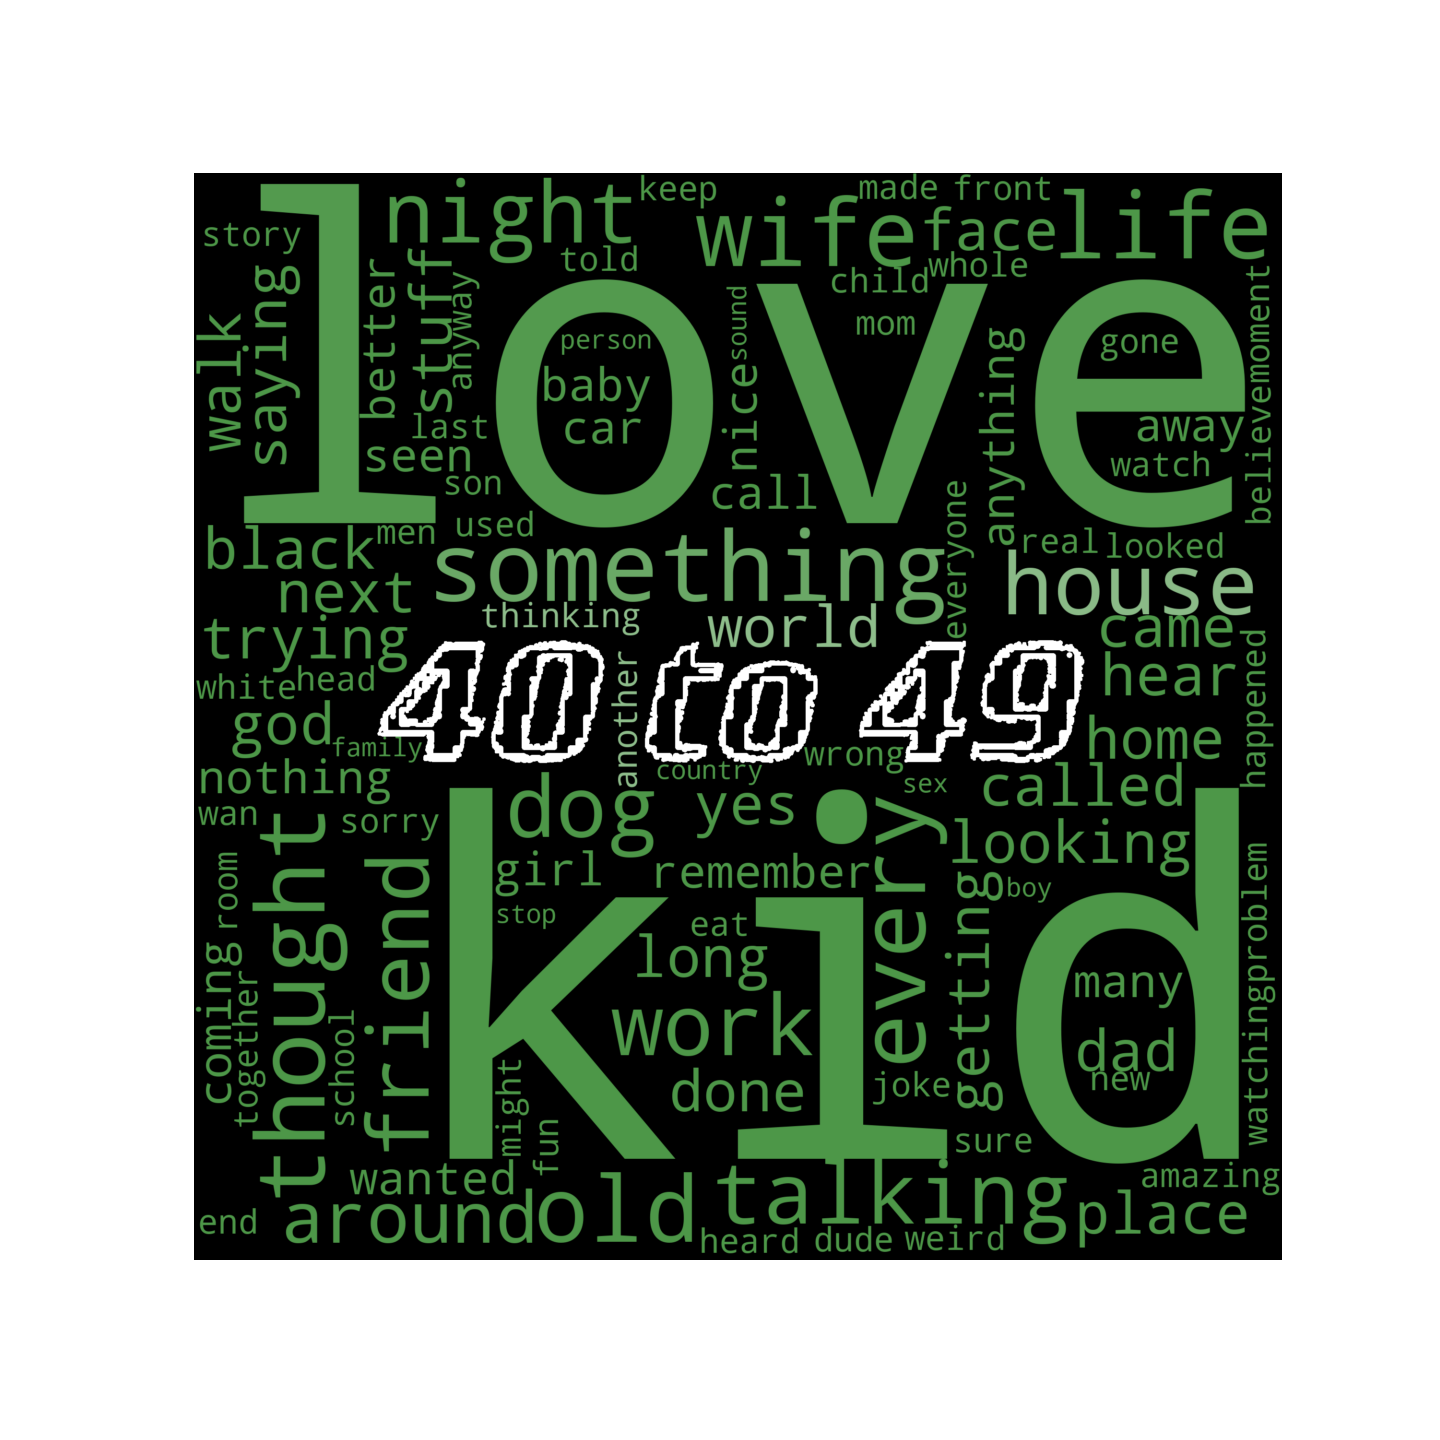 keep
made
front
night
wife
face
life
story
told
whole
child
saying
stuff
better
anyway
love
sound
mom
walk
person
gone
baby
nice
anything
moment
car
last
away
seen
watch
son
call
believe
men
used
black
something
everyone
real
looked
next
house
thinking
world
came
trying
40 to 49
another
hear
happened
white
head
god
family
wrong
home
nothing
country
sex
called
wan
sorry
dog
yes
every
looking
thought
friend
kid
girl
remember
boy
room
stop
eat
getting
problem
coming
long
many
together
work
dad
school
new
watching
might
done
joke
fun
sure
wanted
talking
amazing
end
around
old
place
heard
dude
weird